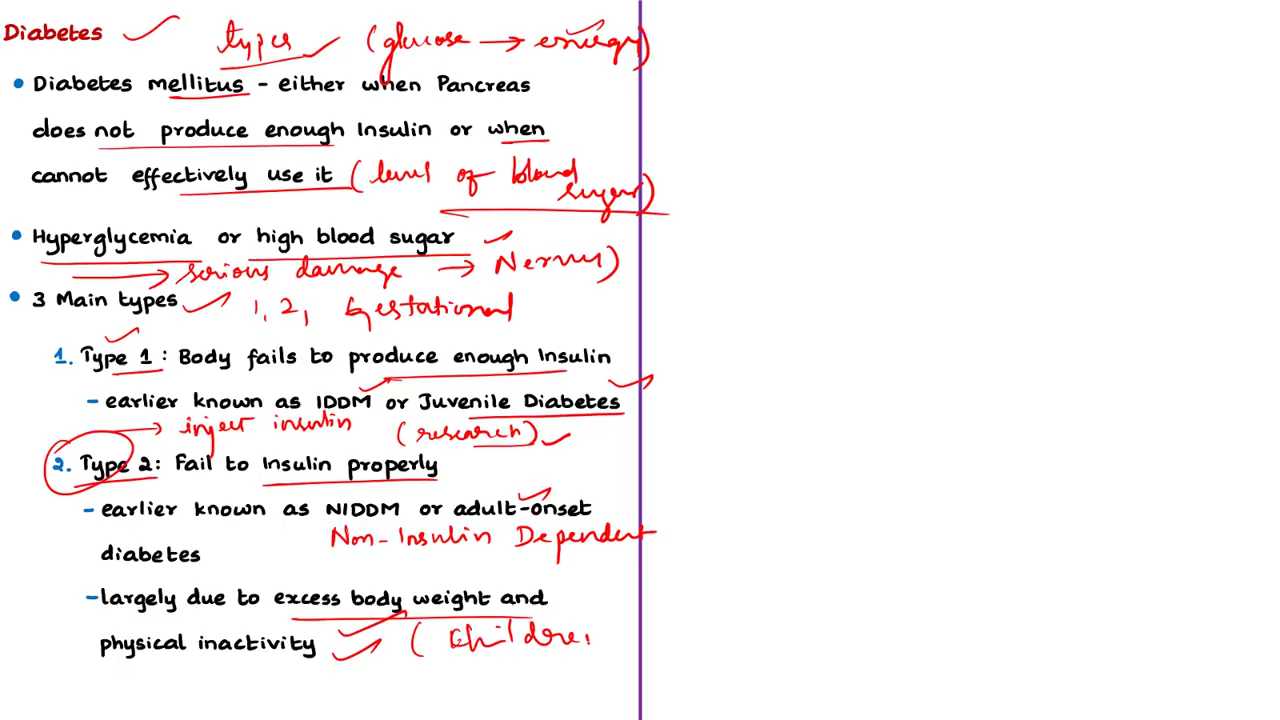 Diabetes types (glucose → energy)
• Diabetes mellitus - either when Pancreas
does not produce enough Insulin or when
cannot effectively use it (level of blood
sugar)
• Hyperglycemia or high blood sugar
→ serious damage → Nerves)
• 3 Main types 1, 2, Gestational
1. Type 1: Body fails to produce enough Insulin
- earlier known as IDDM or Juvenile Diabetes
→ inject insulin (research)
2. Type 2: Fail to Insulin properly
- earlier known as NIDDM or adult-onset
Non-Insulin Dependent
diabetes
- largely due to excess body weight and
physical inactivity (Childre